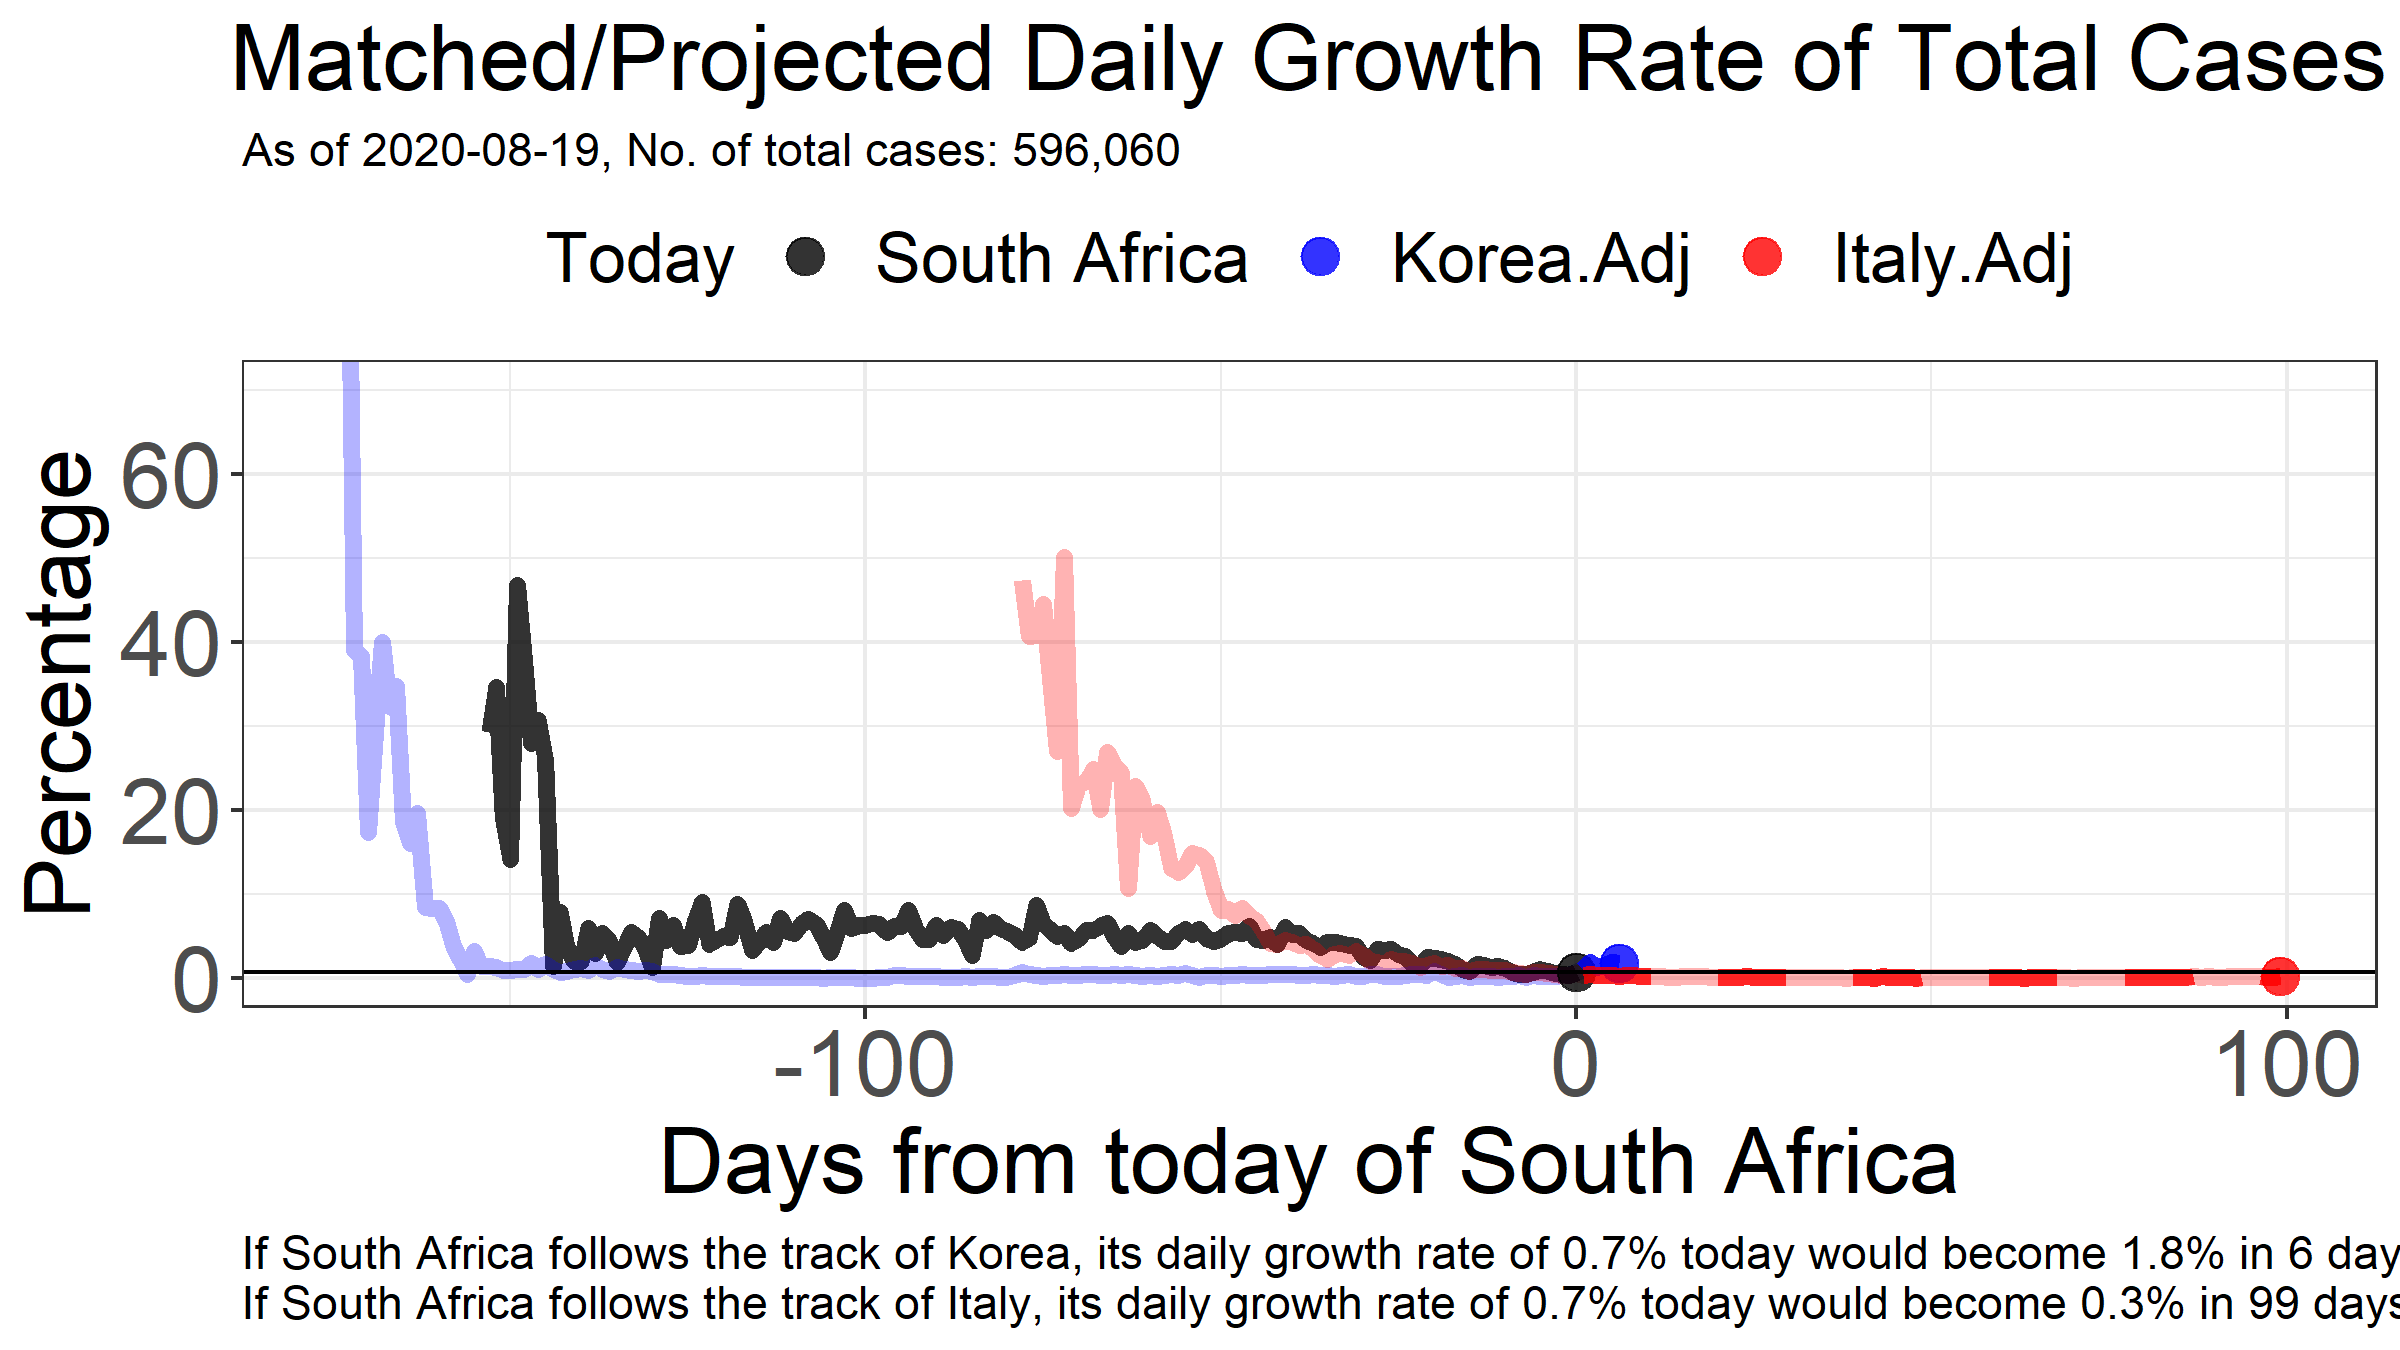 Matched/Projected Daily Growth Rate of Total Cases
As of 2020-08-19, No. of total cases: 596,060
Today South Africa Korea.Adj Italy.Adj
Percentage
60
40
20
0
-100 0 100
Days from today of South Africa
If South Africa follows the track of Korea, its daily growth rate of 0.7% today would become 1.8% in 6 day
If South Africa follows the track of Italy, its daily growth rate of 0.7% today would become 0.3% in 99 days